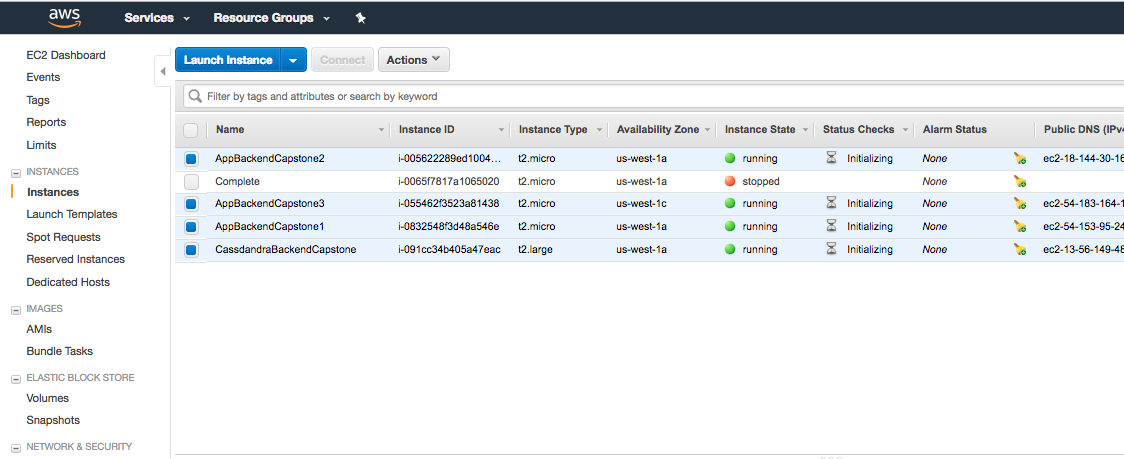 aws Services Resource Groups
EC2 Dashboard
Events
Tags
Reports
Limits
INSTANCES
Instances
Launch Templates
Spot Requests
Reserved Instances
Dedicated Hosts
IMAGES
AMIs
Bundle Tasks
ELASTIC BLOCK STORE
Volumes
Snapshots
NETWORK & SECURITY
Launch Instance Connect Actions
Filter by tags and attributes or search by keyword
Name Instance ID Instance Type Availability Zone Instance State Status Checks Alarm Status Public DNS (IPv4
AppBackendCapstone2 i-005622289ed1004... t2.micro us-west-1a running Initializing None ec2-18-144-30-16
Complete i-0065f7817a1065020 t2.micro us-west-1a stopped None
AppBackendCapstone3 i-055462f3523a81438 t2.micro us-west-1c running Initializing None ec2-54-183-164-1
AppBackendCapstone1 i-0832548f3d48a546e t2.micro us-west-1a running Initializing None ec2-54-153-95-24
CassdandraBackendCapstone i-091cc34b405a47eac t2.large us-west-1a running Initializing None ec2-13-56-149-48